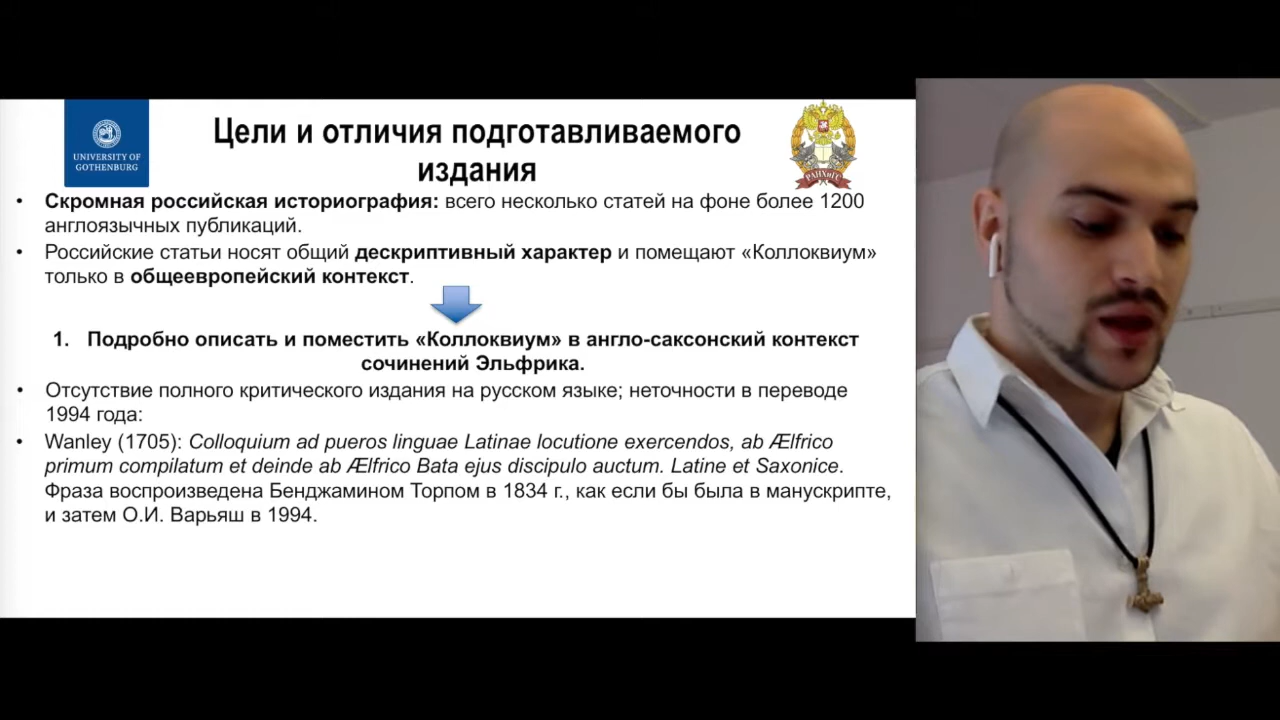 UNIVERSITY OF
GOTHENBURG
Цели и отличия подготавливаемого
издания
РАНХиГС
• Скромная российская историография: всего несколько статей на фоне более 1200
англоязычных публикаций.
• Российские статьи носят общий дескриптивный характер и помещают «Коллоквиум»
только в общеевропейский контекст.
1. Подробно описать и поместить «Коллоквиум» в англо-саксонский контекст
сочинений Эльфрика.
• Отсутствие полного критического издания на русском языке; неточности в переводе
1994 года:
• Wanley (1705): Colloquium ad pueros linguae Latinae locutione exercendos, ab Ælfrico
primum compilatum et deinde ab Ælfrico Bata ejus discipulo auctum. Latine et Saxonice.
Фраза воспроизведена Бенджамином Торпом в 1834 г., как если бы была в манускрипте,
и затем О.И. Варьяш в 1994.